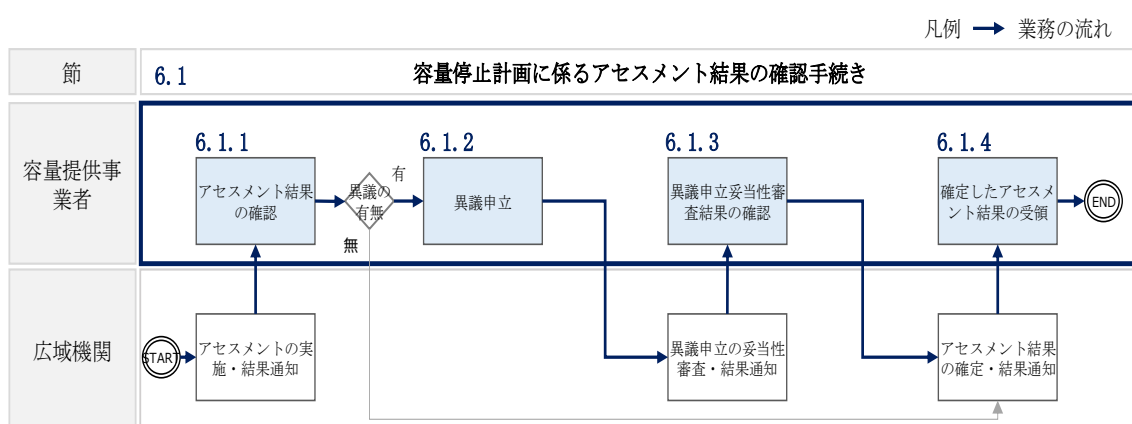 凡例 業務の流れ
節
6.1 容量停止計画に係るアセスメント結果の確認手続き
容量提供事
業者
6.1.1
アセスメント結果
の確認
異議の
有無
有
無
6.1.2
異議申立
6.1.3
異議申立妥当性審
査結果の確認
6.1.4
確定したアセスメ
ント結果の受領
END
広域機関
START
アセスメントの実
施・結果通知
異議申立の妥当性
審査・結果通知
アセスメント結果
の確定・結果通知